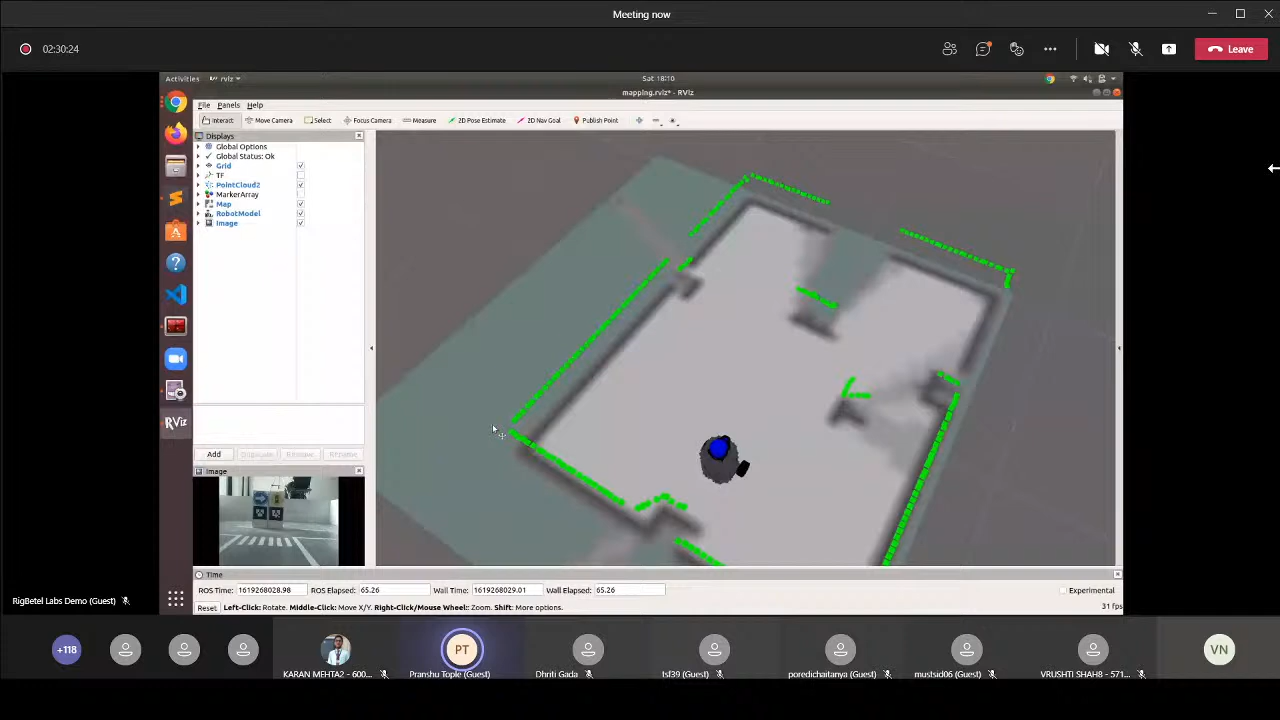 Meeting now
02:30:24
Leave
Activities
rviz
Sat 18:10
mapping.rviz* - RViz
File Panels Help
Interact Move Camera Select Focus Camera Measure 2D Pose Estimate 2D Nav Goal Publish Point
Displays
Global Options
Global Status: Ok
Grid
TF
PointCloud2
MarkerArray
Map
RobotModel
Image
RViz
Add Duplicate Remove Rename
Image
Time
ROS Time: 1619268028.98 ROS Elapsed: 65.26 Wall Time: 1619268029.01 Wall Elapsed: 65.26 Experimental
Reset Left-Click: Rotate. Middle-Click: Move X/Y. Right-Click/Mouse Wheel:: Zoom. Shift: More options. 31 fps
RigBetel Labs Demo (Guest)
+118
PT
VN
KARAN MEHTA2 - 600... Pranshu Tople (Guest) Dhriti Gada tsf39 (Guest) poredichaitanya (Guest) mustsid06 (Guest) VRUSHTI SHAH8 - 571...